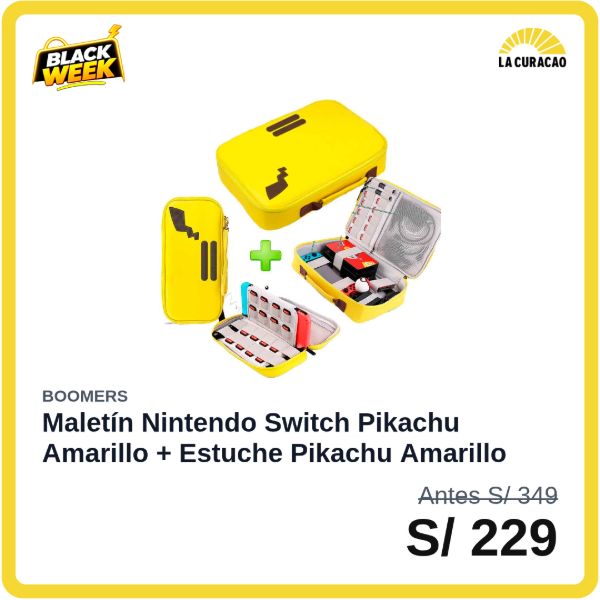 BLACK
WEEK
LA CURACAO
BOOMERS
Maletín Nintendo Switch Pikachu
Amarillo + Estuche Pikachu Amarillo
Antes S/ 349
S/ 229